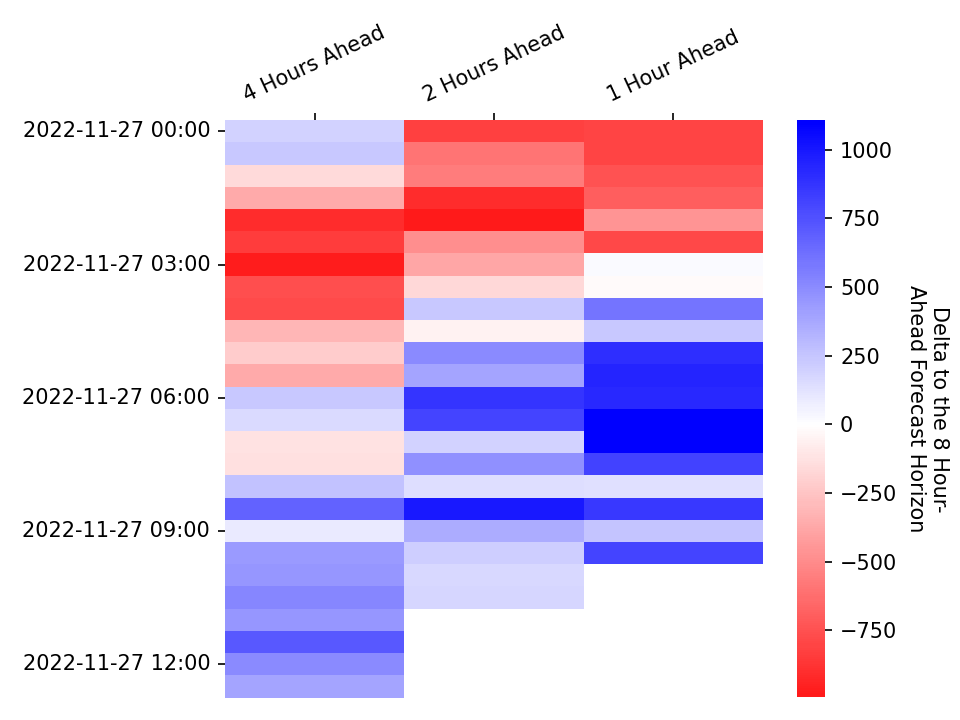 4 Hours Ahead
2 Hours Ahead
1 Hour Ahead
2022-11-27 00:00
2022-11-27 03:00
2022-11-27 06:00
2022-11-27 09:00
2022-11-27 12:00
1000
750
500
250
0
−250
−500
−750
Delta to the 8 Hour-
Ahead Forecast Horizon